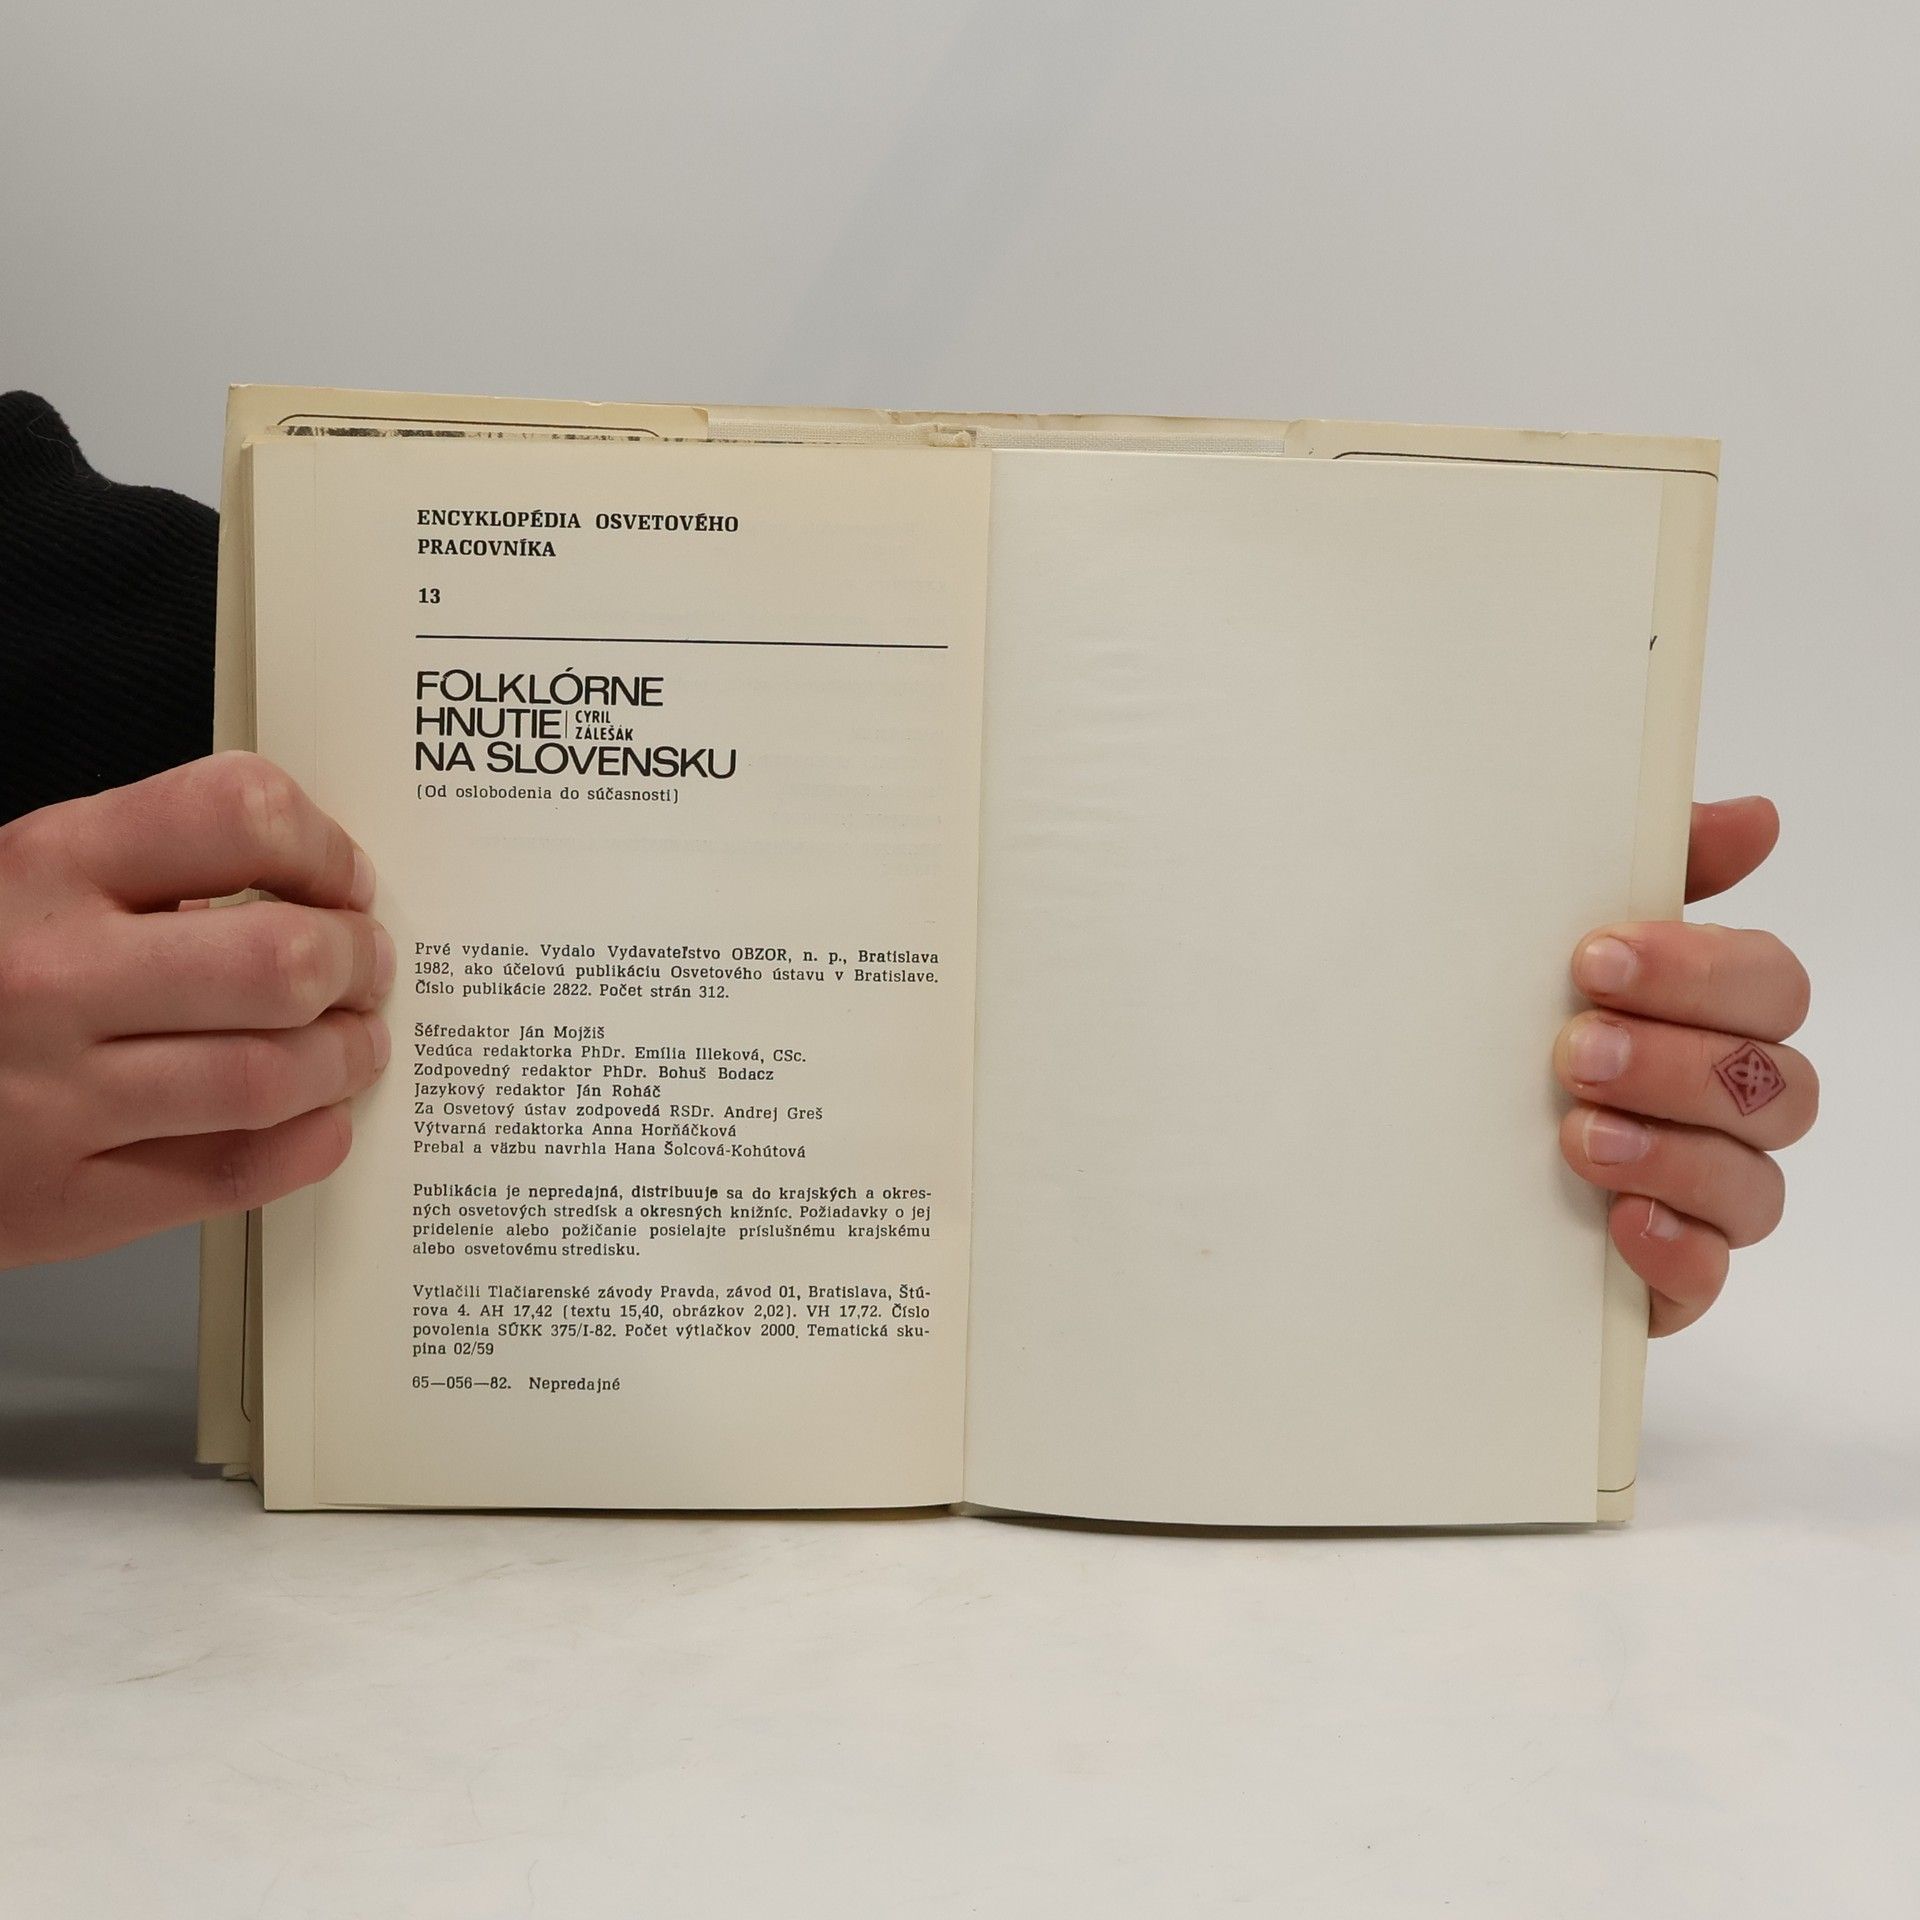 ENCYKLOPÉDIA OSVETOVÉHO
PRACOVNÍKA
13
FOLKLÓRNE
HNUTIE CYRIL ZÁLEŠÁK
NA SLOVENSKU
(Od oslobodenia do súčasnosti)
Prvé vydanie. Vydalo Vydavateľstvo OBZOR, n. p., Bratislava
1982, ako účelovú publikáciu Osvetového ústavu v Bratislave.
Číslo publikácie 2822. Počet strán 312.
Šéfredaktor Ján Mojžiš
Vedúca redaktorka PhDr. Emília Illeková, CSc.
Zodpovedný redaktor PhDr. Bohuš Bodacz
Jazykový redaktor Ján Roháč
Za Osvetový ústav zodpovedá RSDr. Andrej Greš
Výtvarná redaktorka Anna Horňáčková
Prebal a väzbu navrhla Hana Šolcová-Kohútová
Publikácia je nepredajná, distribuuje sa do krajských a okres-
ných osvetových stredísk a okresných knižníc. Požiadavky o jej
pridelenie alebo požičanie posielajte príslušnému krajskému
alebo osvetovému stredisku.
Vytlačili Tlačiarenské závody Pravda, závod 01, Bratislava, Štú-
rova 4. AH 17,42 (textu 15,40, obrázkov 2,02). VH 17,72. Číslo
povolenia SÚKK 375/I-82. Počet výtlačkov 2000. Tematická sku-
pina 02/59
65—056—82. Nepredajné